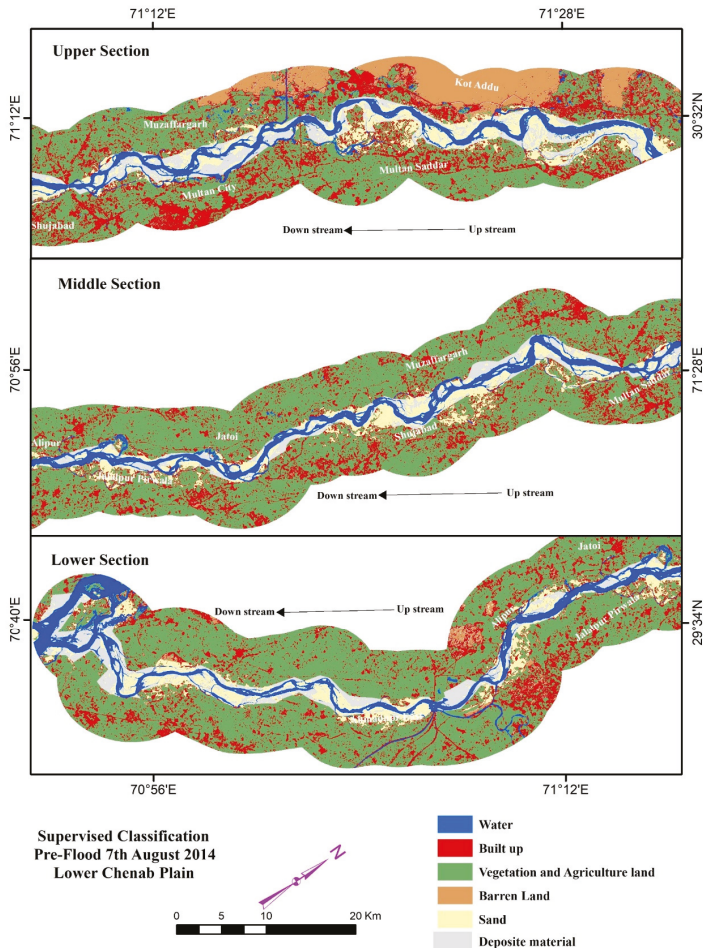 71°12'E
71°28'E
Upper Section
Kot Addu
71°12'E
30°32'N
Muzaffargarh
Multan Saddar
Multan City
Shujabad
Down stream
Up stream
Middle Section
70°56'E
71°28'E
Muzaffargarh
Multan Saddar
Shujabad
Jatoi
Alipur
Jalalpur Pirwala
Down stream
Up stream
Lower Section
Jatoi
Down stream
Up stream
70°40'E
29°34'N
Alipur
Jalalpur Pirwala
70°56'E
71°12'E
Supervised Classification
Pre-Flood 7th August 2014
Lower Chenab Plain
N
0 5 10 20 Km
Water
Built up
Vegetation and Agriculture land
Barren Land
Sand
Deposite material